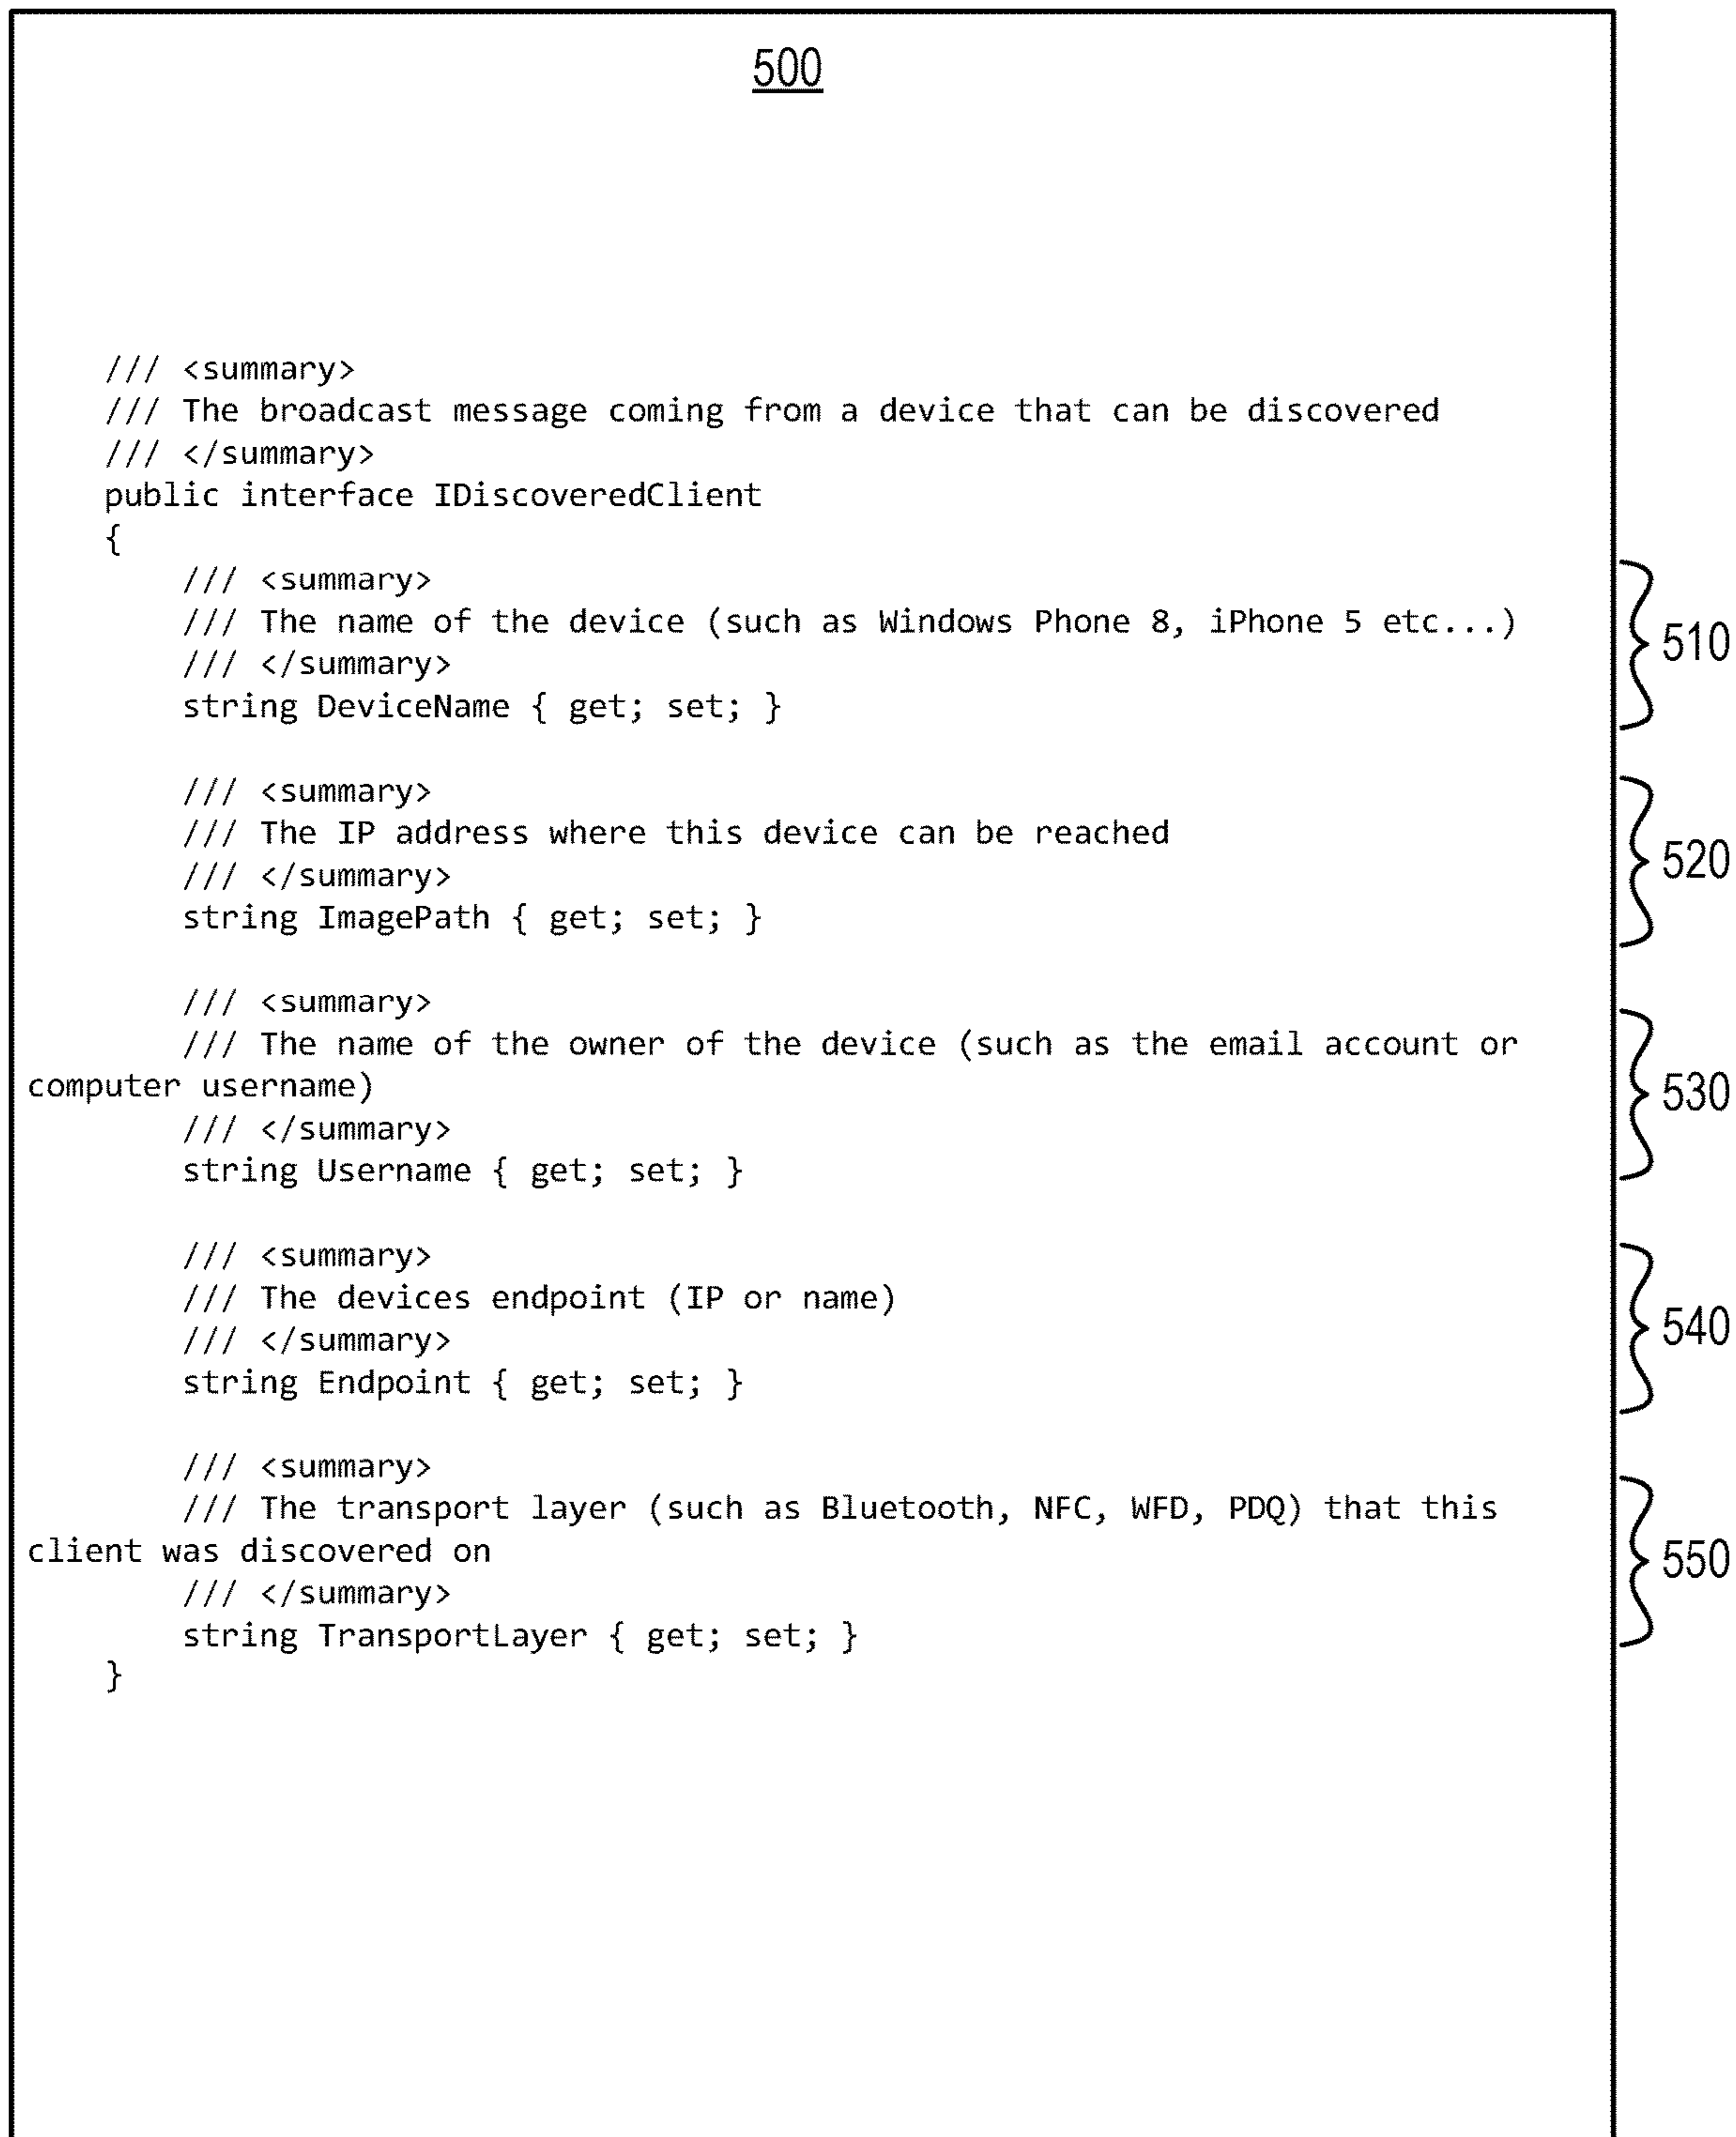 500
/// <summary>
/// The broadcast message coming from a device that can be discovered
/// </summary>
public interface IDiscoveredClient
{
/// <summary>
/// The name of the device (such as Windows Phone 8, iPhone 5 etc...)
/// </summary>
string DeviceName { get; set; }
510
/// <summary>
/// The IP address where this device can be reached
/// </summary>
string ImagePath { get; set; }
520
/// <summary>
/// The name of the owner of the device (such as the email account or
computer username)
/// </summary>
string Username { get; set; }
530
/// <summary>
/// The devices endpoint (IP or name)
/// </summary>
string Endpoint { get; set; }
540
/// <summary>
/// The transport layer (such as Bluetooth, NFC, WFD, PDQ) that this
client was discovered on
/// </summary>
string TransportLayer { get; set; }
550
}